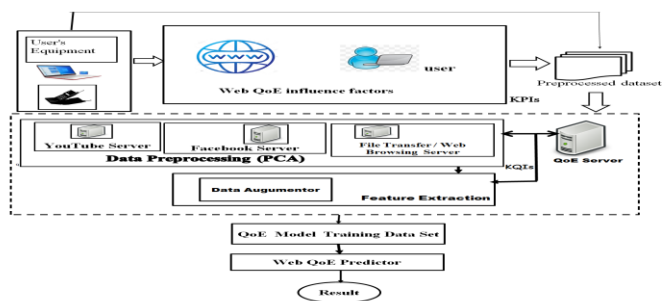 User's
Equipment
WWW
user
Web QoE influence factors
KPIs
Preprocessed dataset
YouTube Server
Facebook Server
File Transfer / Web
Browsing Server
Data Preprocessing (PCA)
QoE Server
KQIs
Data Augumentor
Feature Extraction
QoE Model Training Data Set
Web QoE Predictor
Result